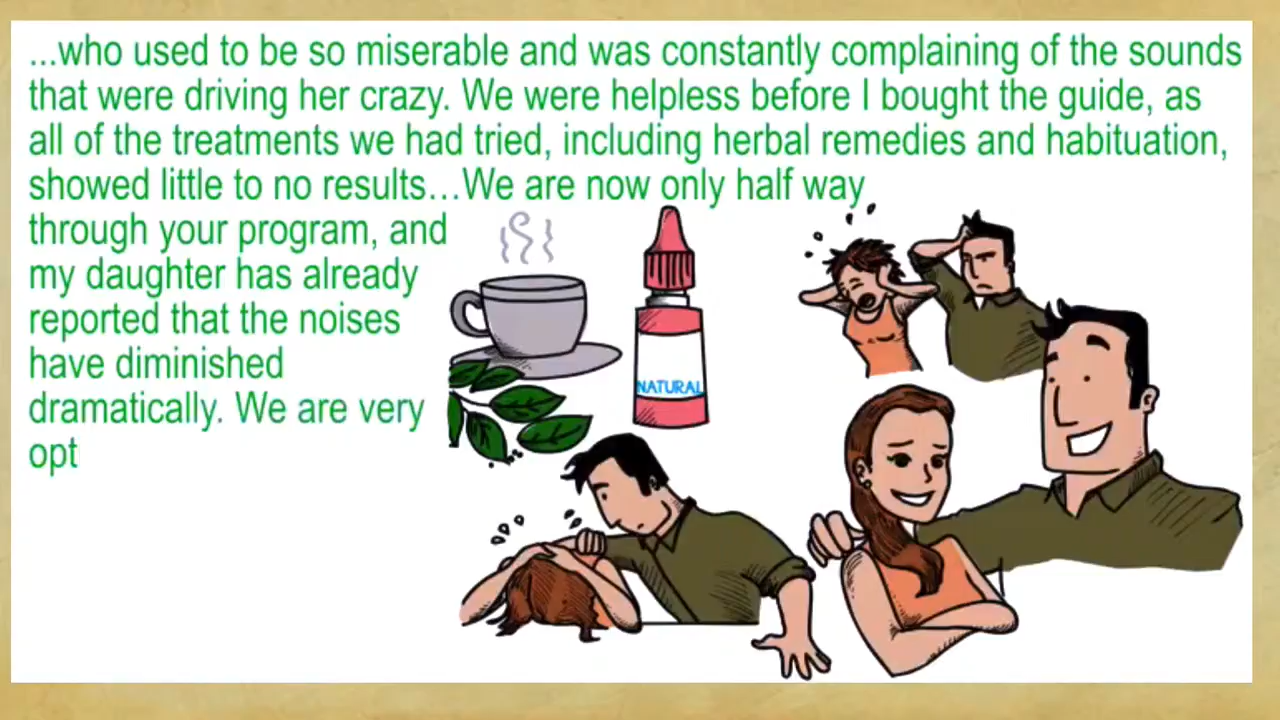 ...who used to be so miserable and was constantly complaining of the sounds
that were driving her crazy. We were helpless before I bought the guide, as
all of the treatments we had tried, including herbal remedies and habituation,
showed little to no results...We are now only half way
through your program, and
my daughter has already
reported that the noises
have diminished
dramatically. We are very
opt
NATURAL